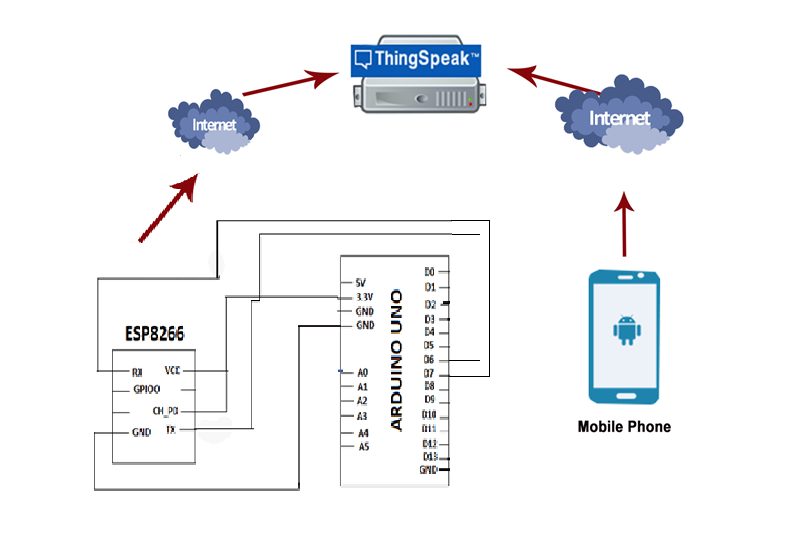 ThingSpeak™
Internet
Internet
ESP8266
RX
VCC
GPIOO
CH_PD
GND
TX
ARDUINO UNO
5V
3.3V
GND
GND
A0
A1
A2
A3
A4
A5
D0
D1
D2
D3
D4
D5
D6
D7
D8
D9
D10
D11
D12
D13
GND
Mobile Phone